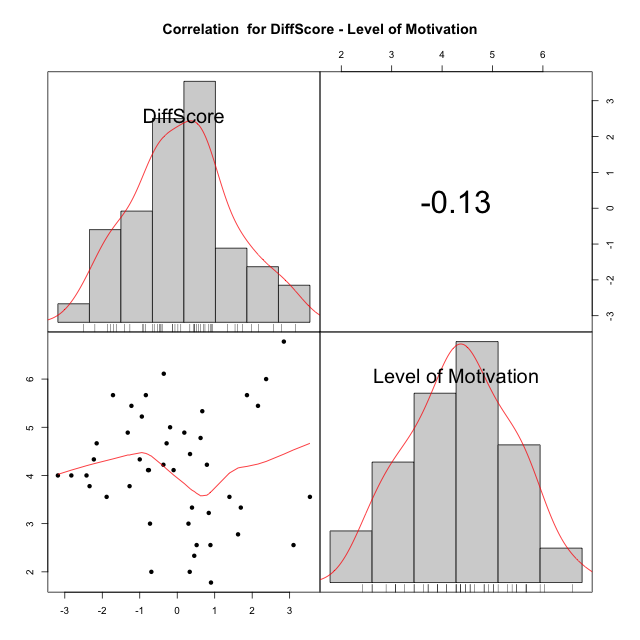 Correlation  for DiffScore - Level of Motivation
2 3 4 5 6
DiffScore
-0.13
3
2
1
0
-1
-2
-3
6
5
4
3
2
Level of Motivation
-3 -2 -1 0 1 2 3